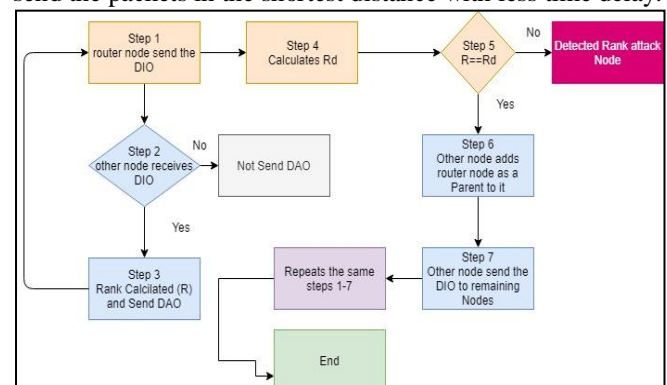 send the packets in the shortest distance with less time delay.
Step 1
router node send the
DIO
Step 4
Calculates Rd
Step 5
R==Rd
No
Detected Rank attack
Node
Yes
Step 2
other node receives
DIO
No
Not Send DAO
Step 6
Other node adds
router node as a
Parent to it
Yes
Step 3
Rank Calcilated (R)
and Send DAO
Repeats the same
steps 1-7
Step 7
Other node send the
DIO to remaining
Nodes
End